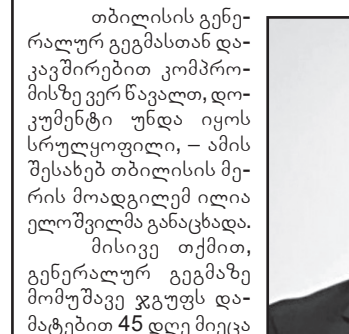 თბილისის გენე-
რალურ გეგმასთან და-
კავშირებით კომპრო-
მისზე ვერ წავალთ, დო-
კუმენტი უნდა იყოს
სრულყოფილი, – ამის
შესახებ თბილისის მე-
რის მოადგილემ ილია
ელოშვილმა განაცხადა.
მისივე თქმით,
გენერალურ გეგმაზე
მომუშავე ჯგუფს და-
მატებით 45 დღე მიეცა